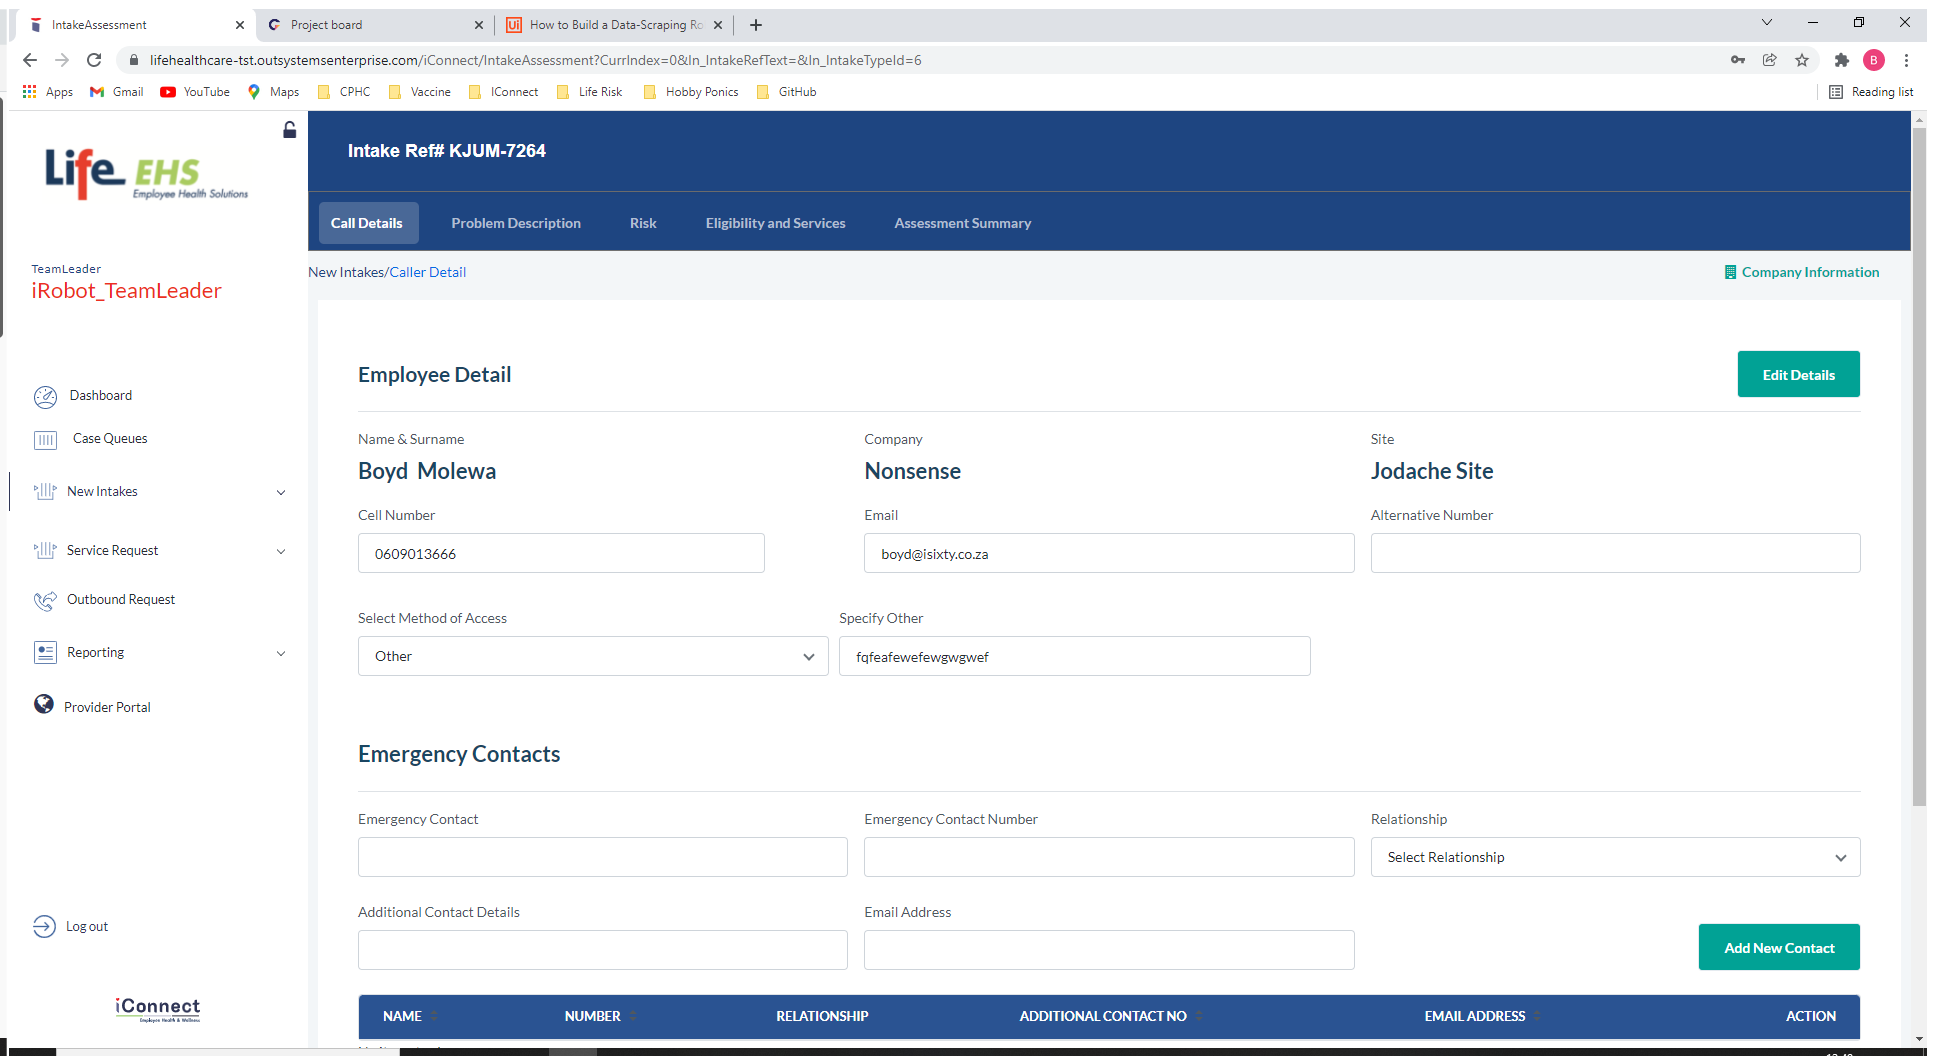 IntakeAssessment
Project board
How to Build a Data-Scraping Ro
lifehealthcare-tst.outsystemsenterprise.com/iConnect/IntakeAssessment?CurrIndex=0&In_IntakeRefText=&In_IntakeTypeId=6
B
Apps Gmail YouTube Maps CPHC Vaccine IConnect Life Risk Hobby Ponics GitHub Reading list
Life EHS
Employee Health Solutions
Intake Ref# KJUM-7264
Call Details Problem Description Risk Eligibility and Services Assessment Summary
TeamLeader
iRobot_TeamLeader
New Intakes/Caller Detail
Company Information
Dashboard
Case Queues
New Intakes
Service Request
Outbound Request
Reporting
Provider Portal
Log out
iConnect
Employee Health & Wellness
Employee Detail
Edit Details
Name & Surname Company Site
Boyd Molewa Nonsense Jodache Site
Cell Number Email Alternative Number
0609013666 boyd@isixty.co.za
Select Method of Access Specify Other
Other fqfeafewefewgwgwef
Emergency Contacts
Emergency Contact Emergency Contact Number Relationship
Select Relationship
Additional Contact Details Email Address
Add New Contact
NAME NUMBER RELATIONSHIP ADDITIONAL CONTACT NO EMAIL ADDRESS ACTION